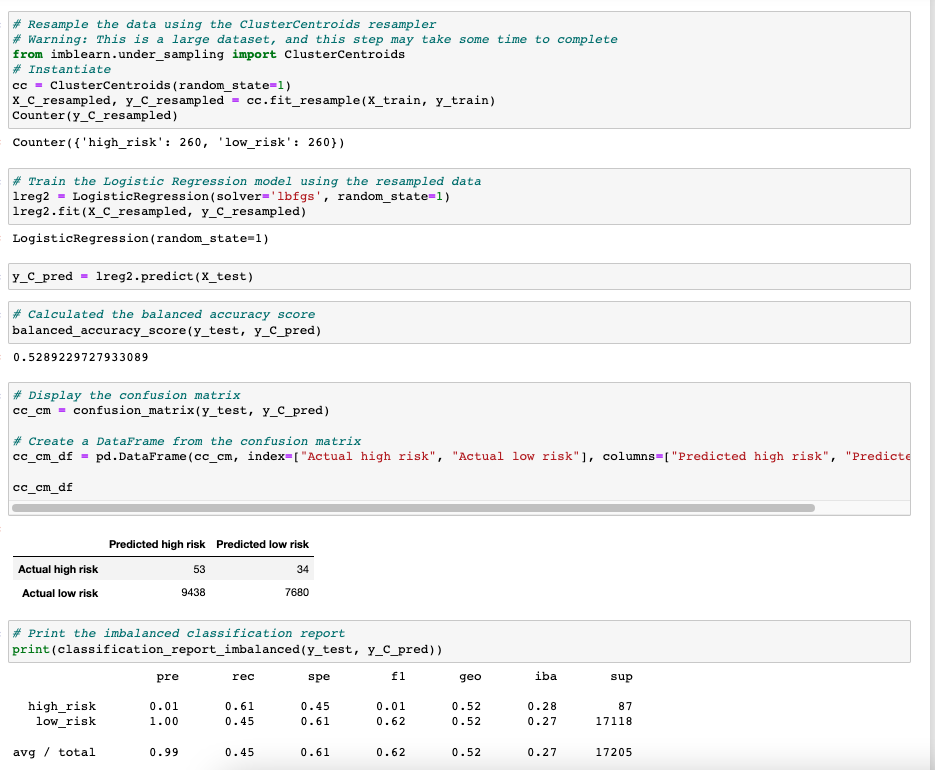 # Resample the data using the ClusterCentroids resampler
# Warning: This is a large dataset, and this step may take some time to complete
from imblearn.under_sampling import ClusterCentroids
# Instantiate
cc = ClusterCentroids(random_state=1)
X_C_resampled, y_C_resampled = cc.fit_resample(X_train, y_train)
Counter(y_C_resampled)
Counter({'high_risk': 260, 'low_risk': 260})
# Train the Logistic Regression model using the resampled data
lreg2 = LogisticRegression(solver='lbfgs', random_state=1)
lreg2.fit(X_C_resampled, y_C_resampled)
LogisticRegression(random_state=1)
y_C_pred = lreg2.predict(X_test)
# Calculated the balanced accuracy score
balanced_accuracy_score(y_test, y_C_pred)
0.5289229727933089
# Display the confusion matrix
cc_cm = confusion_matrix(y_test, y_C_pred)
# Create a DataFrame from the confusion matrix
cc_cm_df = pd.DataFrame(cc_cm, index=["Actual high risk", "Actual low risk"], columns=["Predicted high risk", "Predicte
cc_cm_df
Predicted high risk Predicted low risk
Actual high risk 53 34
Actual low risk 9438 7680
# Print the imbalanced classification report
print(classification_report_imbalanced(y_test, y_C_pred))
pre rec spe f1 geo iba sup
high_risk 0.01 0.61 0.45 0.01 0.52 0.28 87
low_risk 1.00 0.45 0.61 0.62 0.52 0.27 17118
avg / total 0.99 0.45 0.61 0.62 0.52 0.27 17205